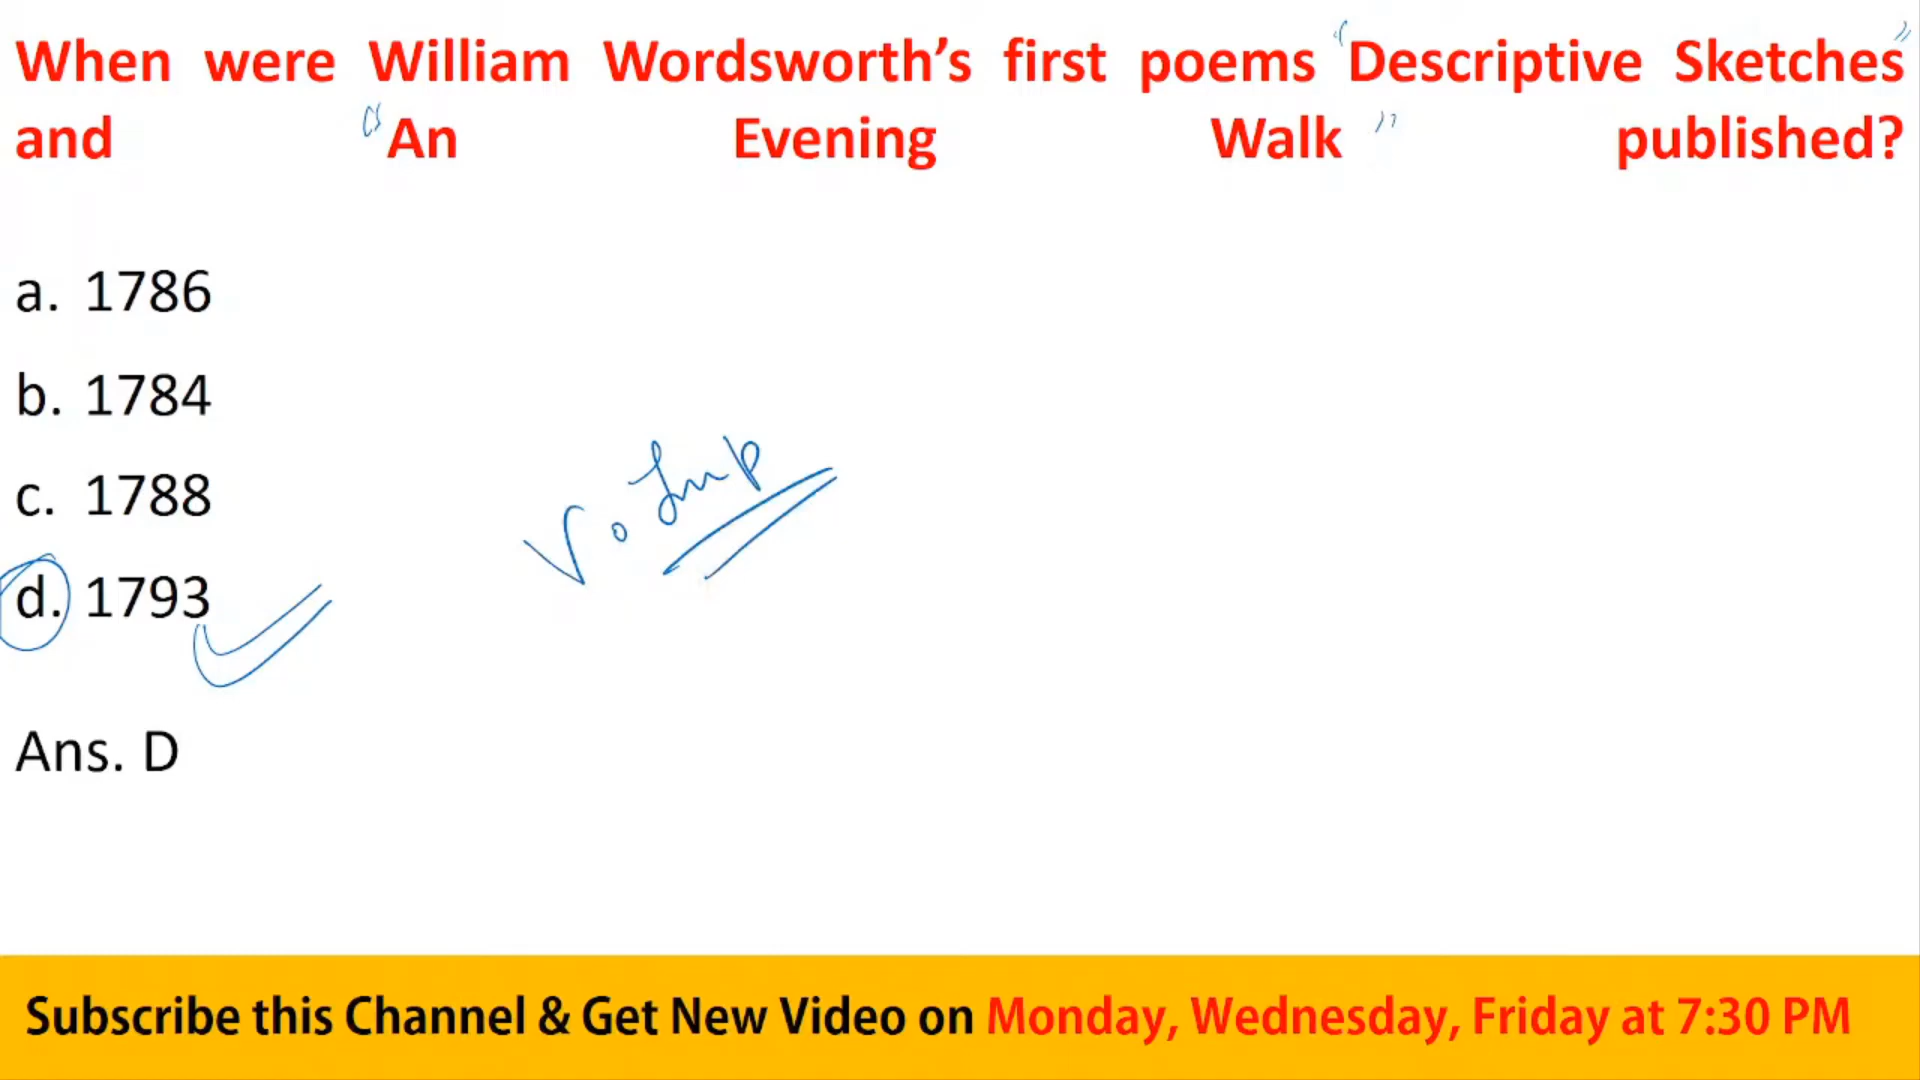 When were William Wordsworth’s first poems "Descriptive Sketches"
and "An Evening Walk" published?
a. 1786
b. 1784
c. 1788
V. Imp
d. 1793
Ans. D
Subscribe this Channel & Get New Video on Monday, Wednesday, Friday at 7:30 PM